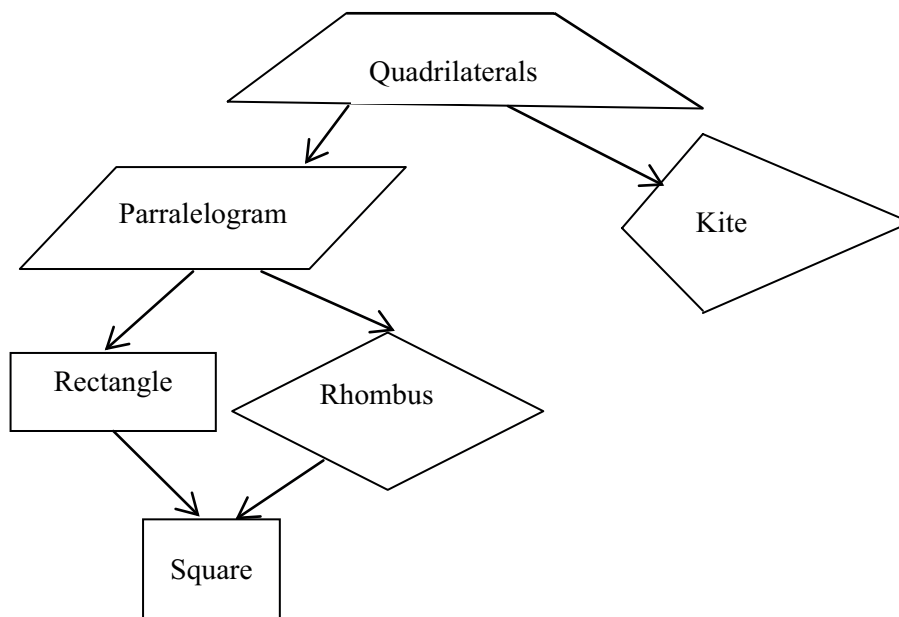 Quadrilaterals
Parralelogram
Kite
Rectangle
Rhombus
Square